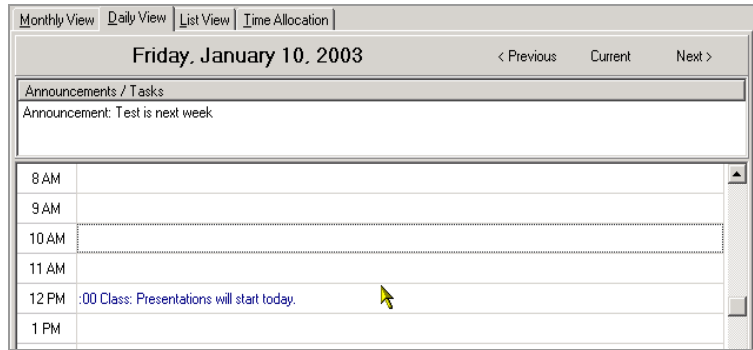 Monthly View Daily View List View Time Allocation
Friday, January 10, 2003 < Previous Current Next >
Announcements / Tasks
Announcement: Test is next week
8 AM
9 AM
10 AM
11 AM
12 PM :00 Class: Presentations will start today.
1 PM